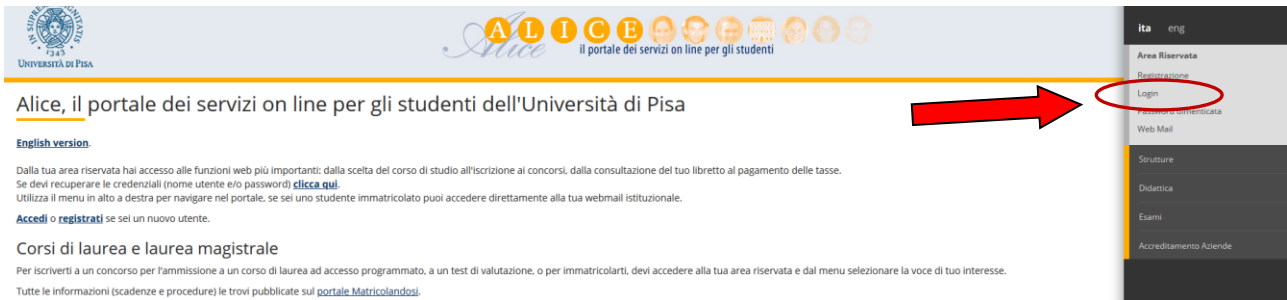 IN SUPREMÆ DIGNITATIS
1343
UNIVERSITÀ DI PISA
ALICE
Alice
il portale dei servizi on line per gli studenti
ita eng
Area Riservata
Registrazione
Login
Password dimenticata
Web Mail
Strutture
Didattica
Esami
Accreditamento Aziende
Alice, il portale dei servizi on line per gli studenti dell'Università di Pisa
English version.
Dalla tua area riservata hai accesso alle funzioni web più importanti: dalla scelta del corso di studio all'iscrizione ai concorsi, dalla consultazione del tuo libretto al pagamento delle tasse.
Se devi recuperare le credenziali (nome utente e/o password) clicca qui.
Utilizza il menu in alto a destra per navigare nel portale, se sei uno studente immatricolato puoi accedere direttamente alla tua webmail istituzionale.
Accedi o registrati se sei un nuovo utente.
Corsi di laurea e laurea magistrale
Per iscriverti a un concorso per l'ammissione a un corso di laurea ad accesso programmato, a un test di valutazione, o per immatricolarti, devi accedere alla tua area riservata e dal menu selezionare la voce di tuo interesse.
Tutte le informazioni (scadenze e procedure) le trovi pubblicate sul portale Matricolandosi.